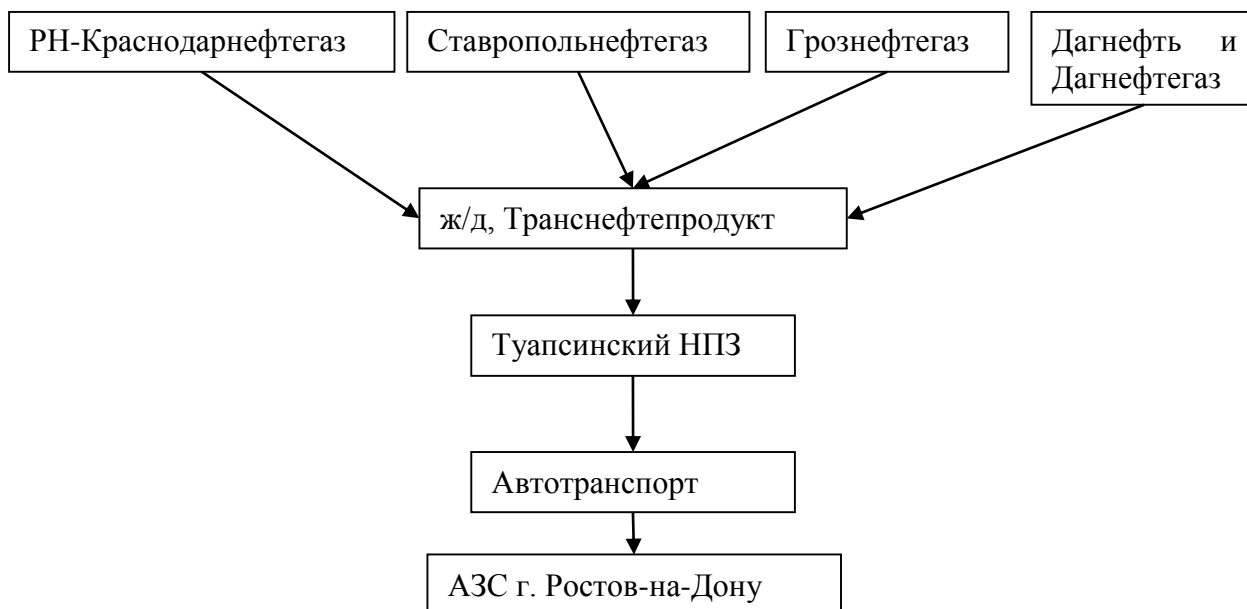 РН-Краснодарнефтегаз
Ставропольнефтегаз
Грознефтегаз
Дагнефть и
Дагнефтегаз
ж/д, Транснефтепродукт
Туапсинский НПЗ
Автотранспорт
АЗС г. Ростов-на-Дону